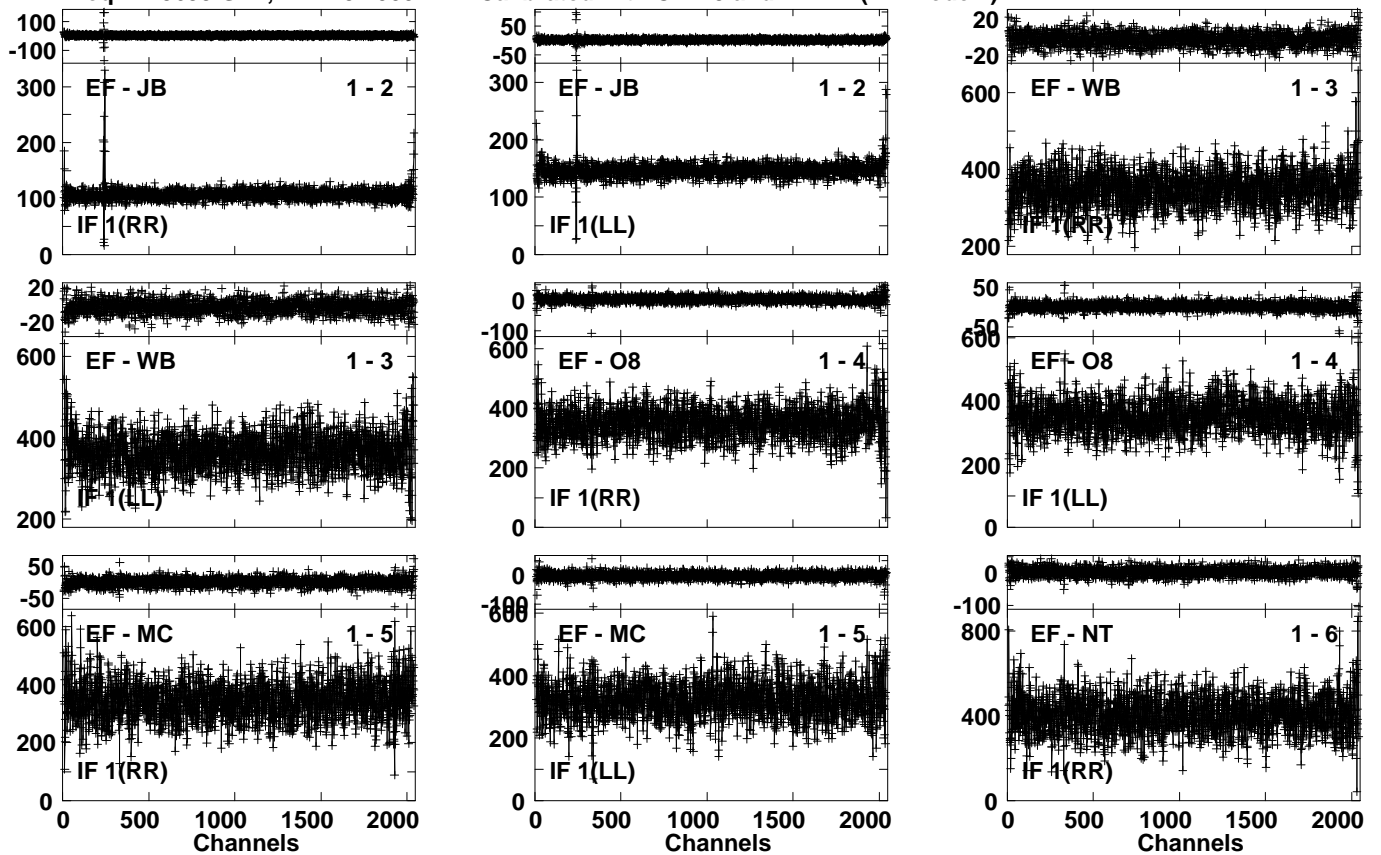 100
-100
EF - JB 1 - 2
300
200
100
0
IF 1(RR)
50
-50
EF - JB 1 - 2
300
200
100
0
IF 1(LL)
20
-20
EF - WB 1 - 3
600
400
200
IF 1(RR)
20
-20
EF - WB 1 - 3
600
400
200
IF 1(LL)
0
-100
EF - O8 1 - 4
600
400
200
0
IF 1(RR)
50
-50
EF - O8 1 - 4
600
400
200
0
IF 1(LL)
50
-50
EF - MC 1 - 5
600
400
200
0
IF 1(RR)
0 500 1000 1500 2000
Channels
0
-100
EF - MC 1 - 5
600
400
200
0
IF 1(LL)
0 500 1000 1500 2000
Channels
0
-100
EF - NT 1 - 6
800
400
0
IF 1(RR)
0 500 1000 1500 2000
Channels